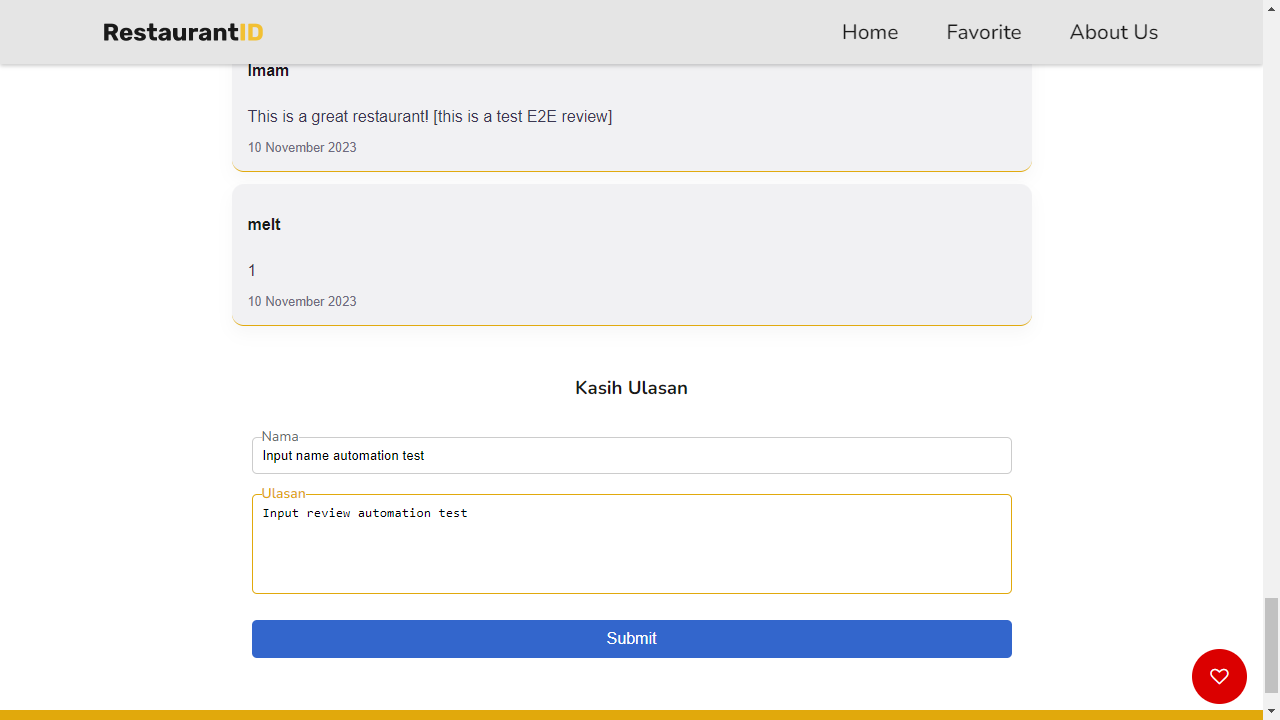 RestaurantID
Home
Favorite
About Us
Imam
This is a great restaurant! [this is a test E2E review]
10 November 2023
melt
1
10 November 2023
Kasih Ulasan
Nama
Input name automation test
Ulasan
Input review automation test
Submit